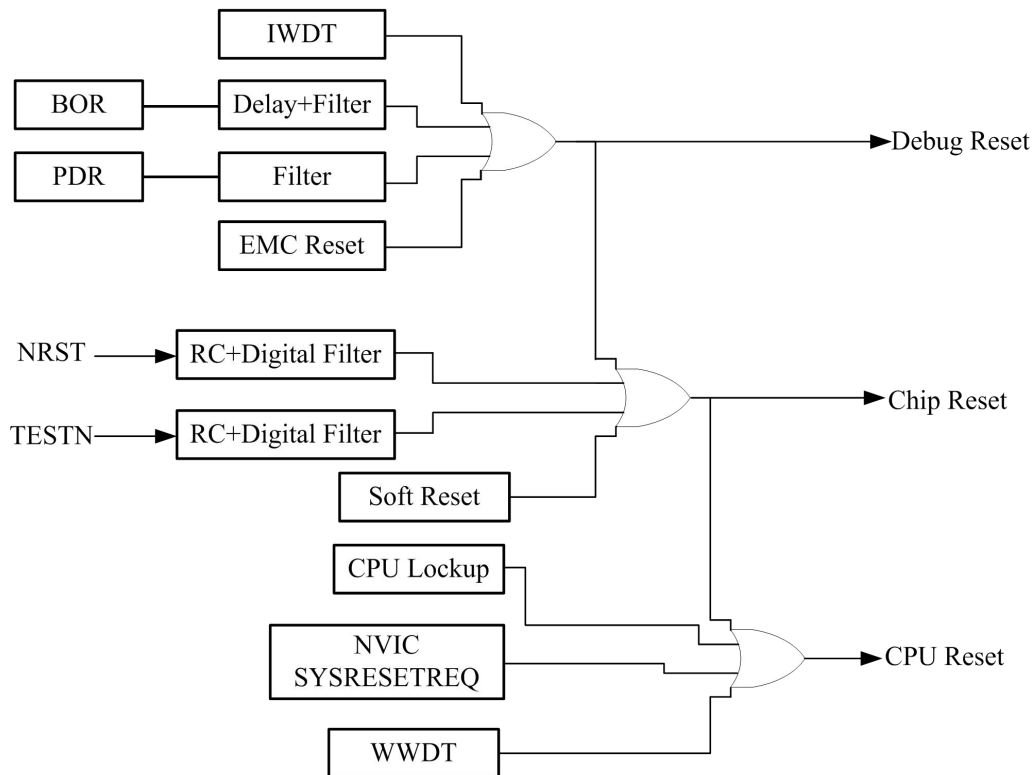 IWDT
BOR
Delay+Filter
Debug Reset
PDR
Filter
EMC Reset
NRST
RC+Digital Filter
Chip Reset
TESTN
RC+Digital Filter
Soft Reset
CPU Lockup
NVIC
SYSRESETREQ
CPU Reset
WWDT